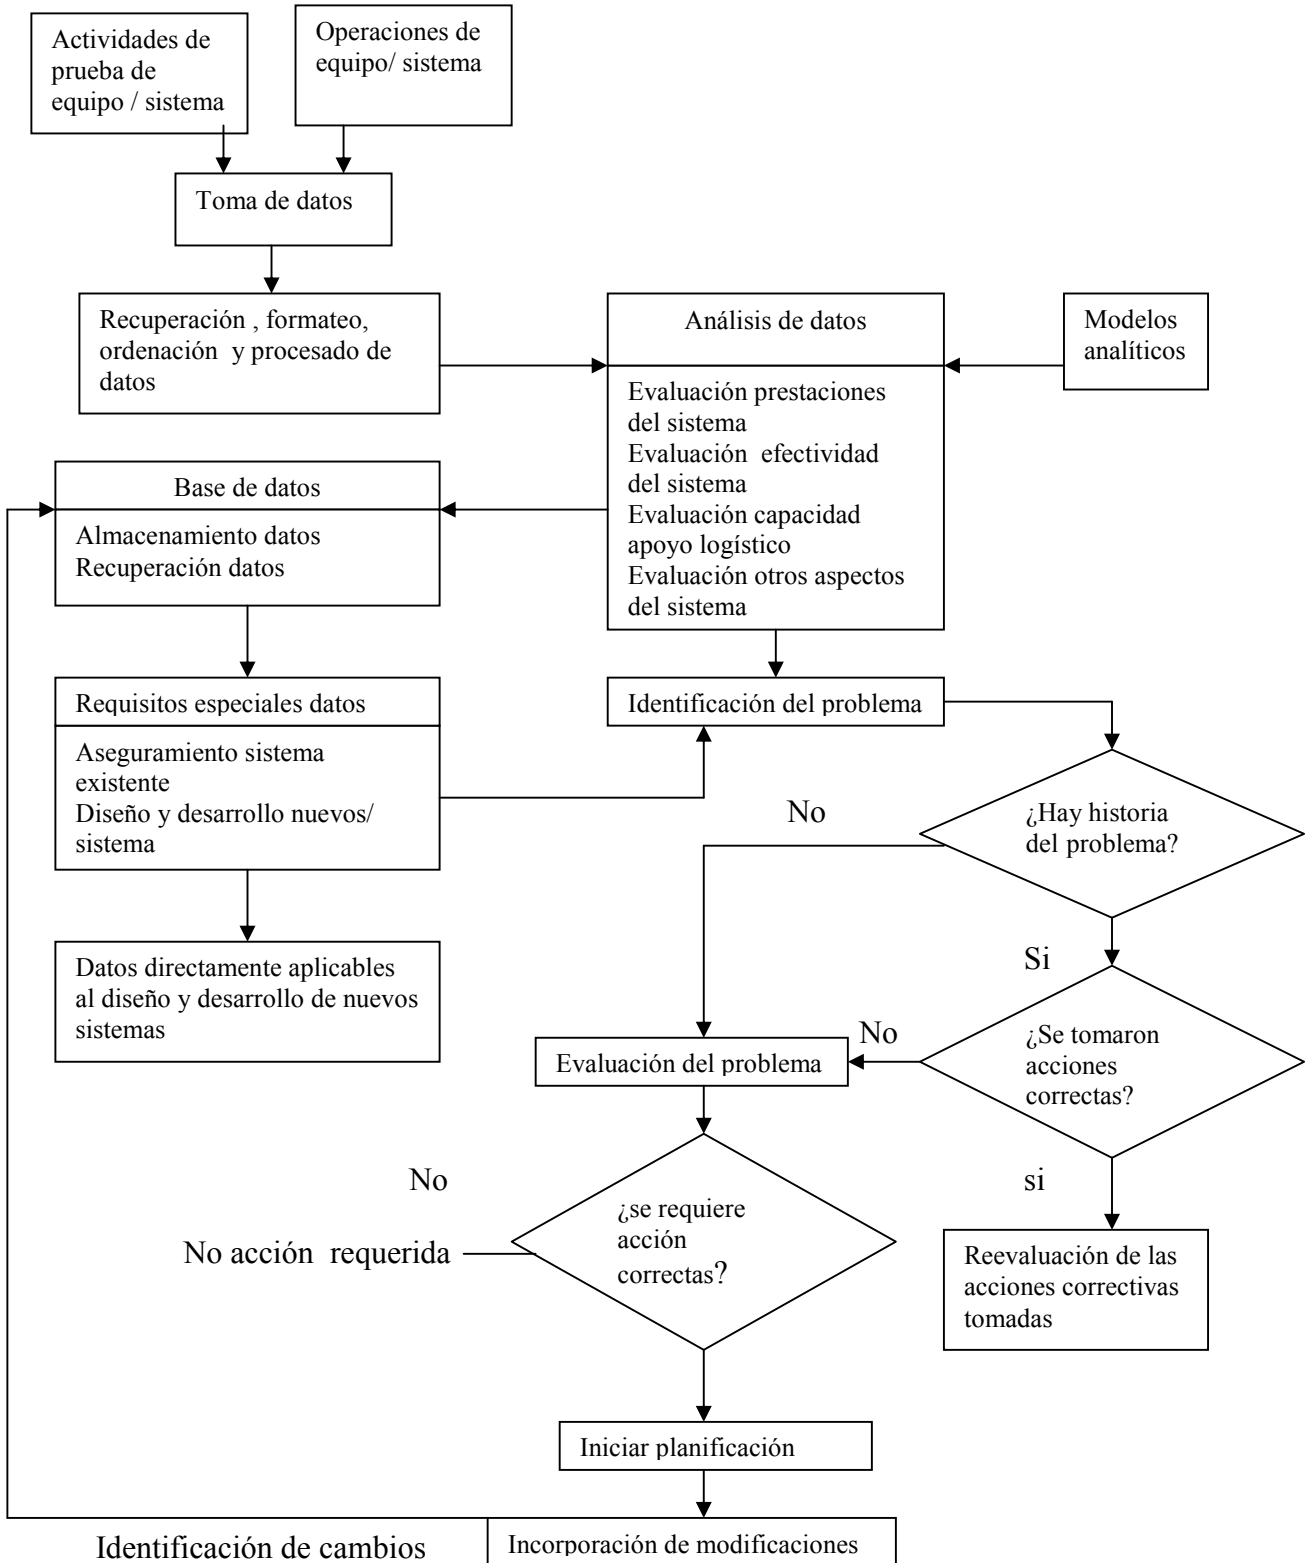 Actividades de
prueba de
equipo / sistema
Operaciones de
equipo/ sistema
Toma de datos
Recuperación , formateo,
ordenación y procesado de
datos
Análisis de datos
Evaluación prestaciones
del sistema
Evaluación efectividad
del sistema
Evaluación capacidad
apoyo logístico
Evaluación otros aspectos
del sistema
Modelos
analíticos
Base de datos
Almacenamiento datos
Recuperación datos
Requisitos especiales datos
Aseguramiento sistema
existente
Diseño y desarrollo nuevos/
sistema
Identificación del problema
No
¿Hay historia
del problema?
Si
Datos directamente aplicables
al diseño y desarrollo de nuevos
sistemas
Evaluación del problema
No
¿Se tomaron
acciones
correctas?
si
No
¿se requiere
acción
correctas?
No acción requerida
Reevaluación de las
acciones correctivas
tomadas
Iniciar planificación
Identificación de cambios
Incorporación de modificaciones